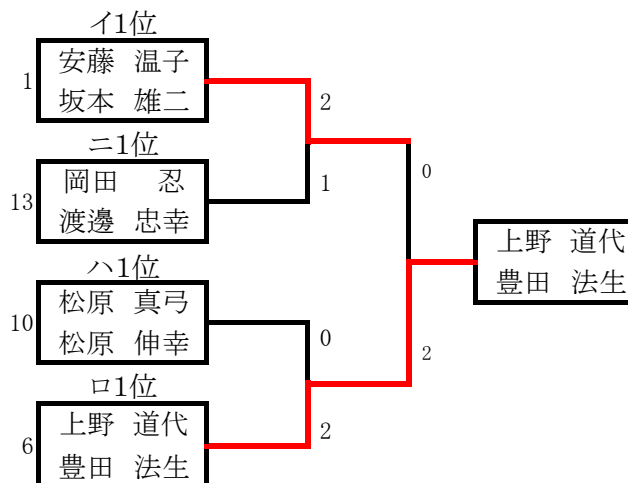 イ1位
1
安藤 温子
坂本 雄二
2
ニ1位
13
岡田 忍
渡邊 忠幸
1
0
上野 道代
豊田 法生
ハ1位
10
松原 真弓
松原 伸幸
0
2
ロ1位
6
上野 道代
豊田 法生
2